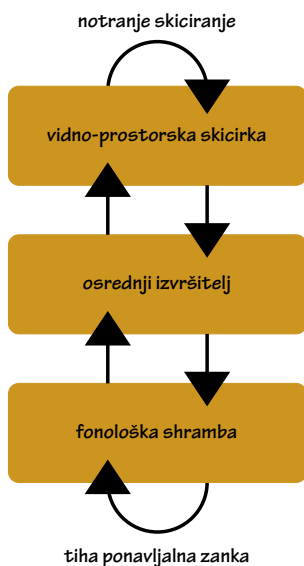 notranje skiciranje
vidno-prostorska skicirka
osrednji izvršitelj
fonološka shramba
tiha ponavljalna zanka